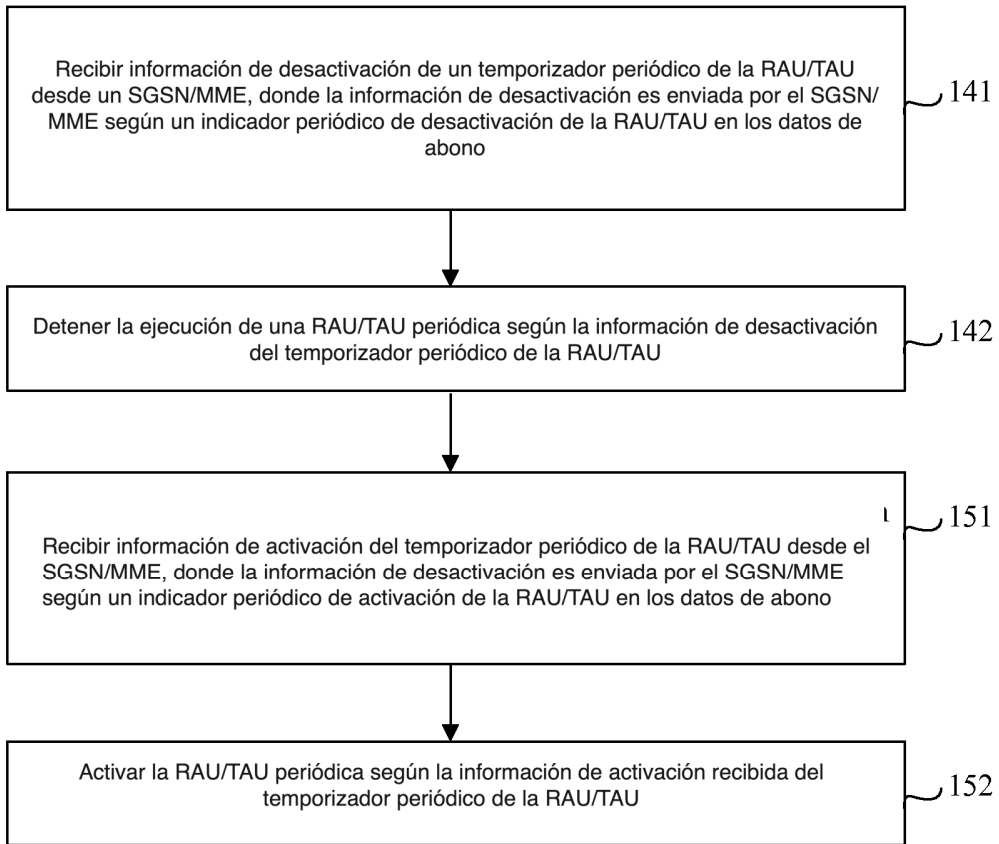 Recibir información de desactivación de un temporizador periódico de la RAU/TAU
desde un SGSN/MME, donde la información de desactivación es enviada por el SGSN/
MME según un indicador periódico de desactivación de la RAU/TAU en los datos de
abono
141
Detener la ejecución de una RAU/TAU periódica según la información de desactivación
del temporizador periódico de la RAU/TAU
142
Recibir información de activación del temporizador periódico de la RAU/TAU desde el
SGSN/MME, donde la información de desactivación es enviada por el SGSN/MME
según un indicador periódico de activación de la RAU/TAU en los datos de abono
151
Activar la RAU/TAU periódica según la información de activación recibida del
temporizador periódico de la RAU/TAU
152